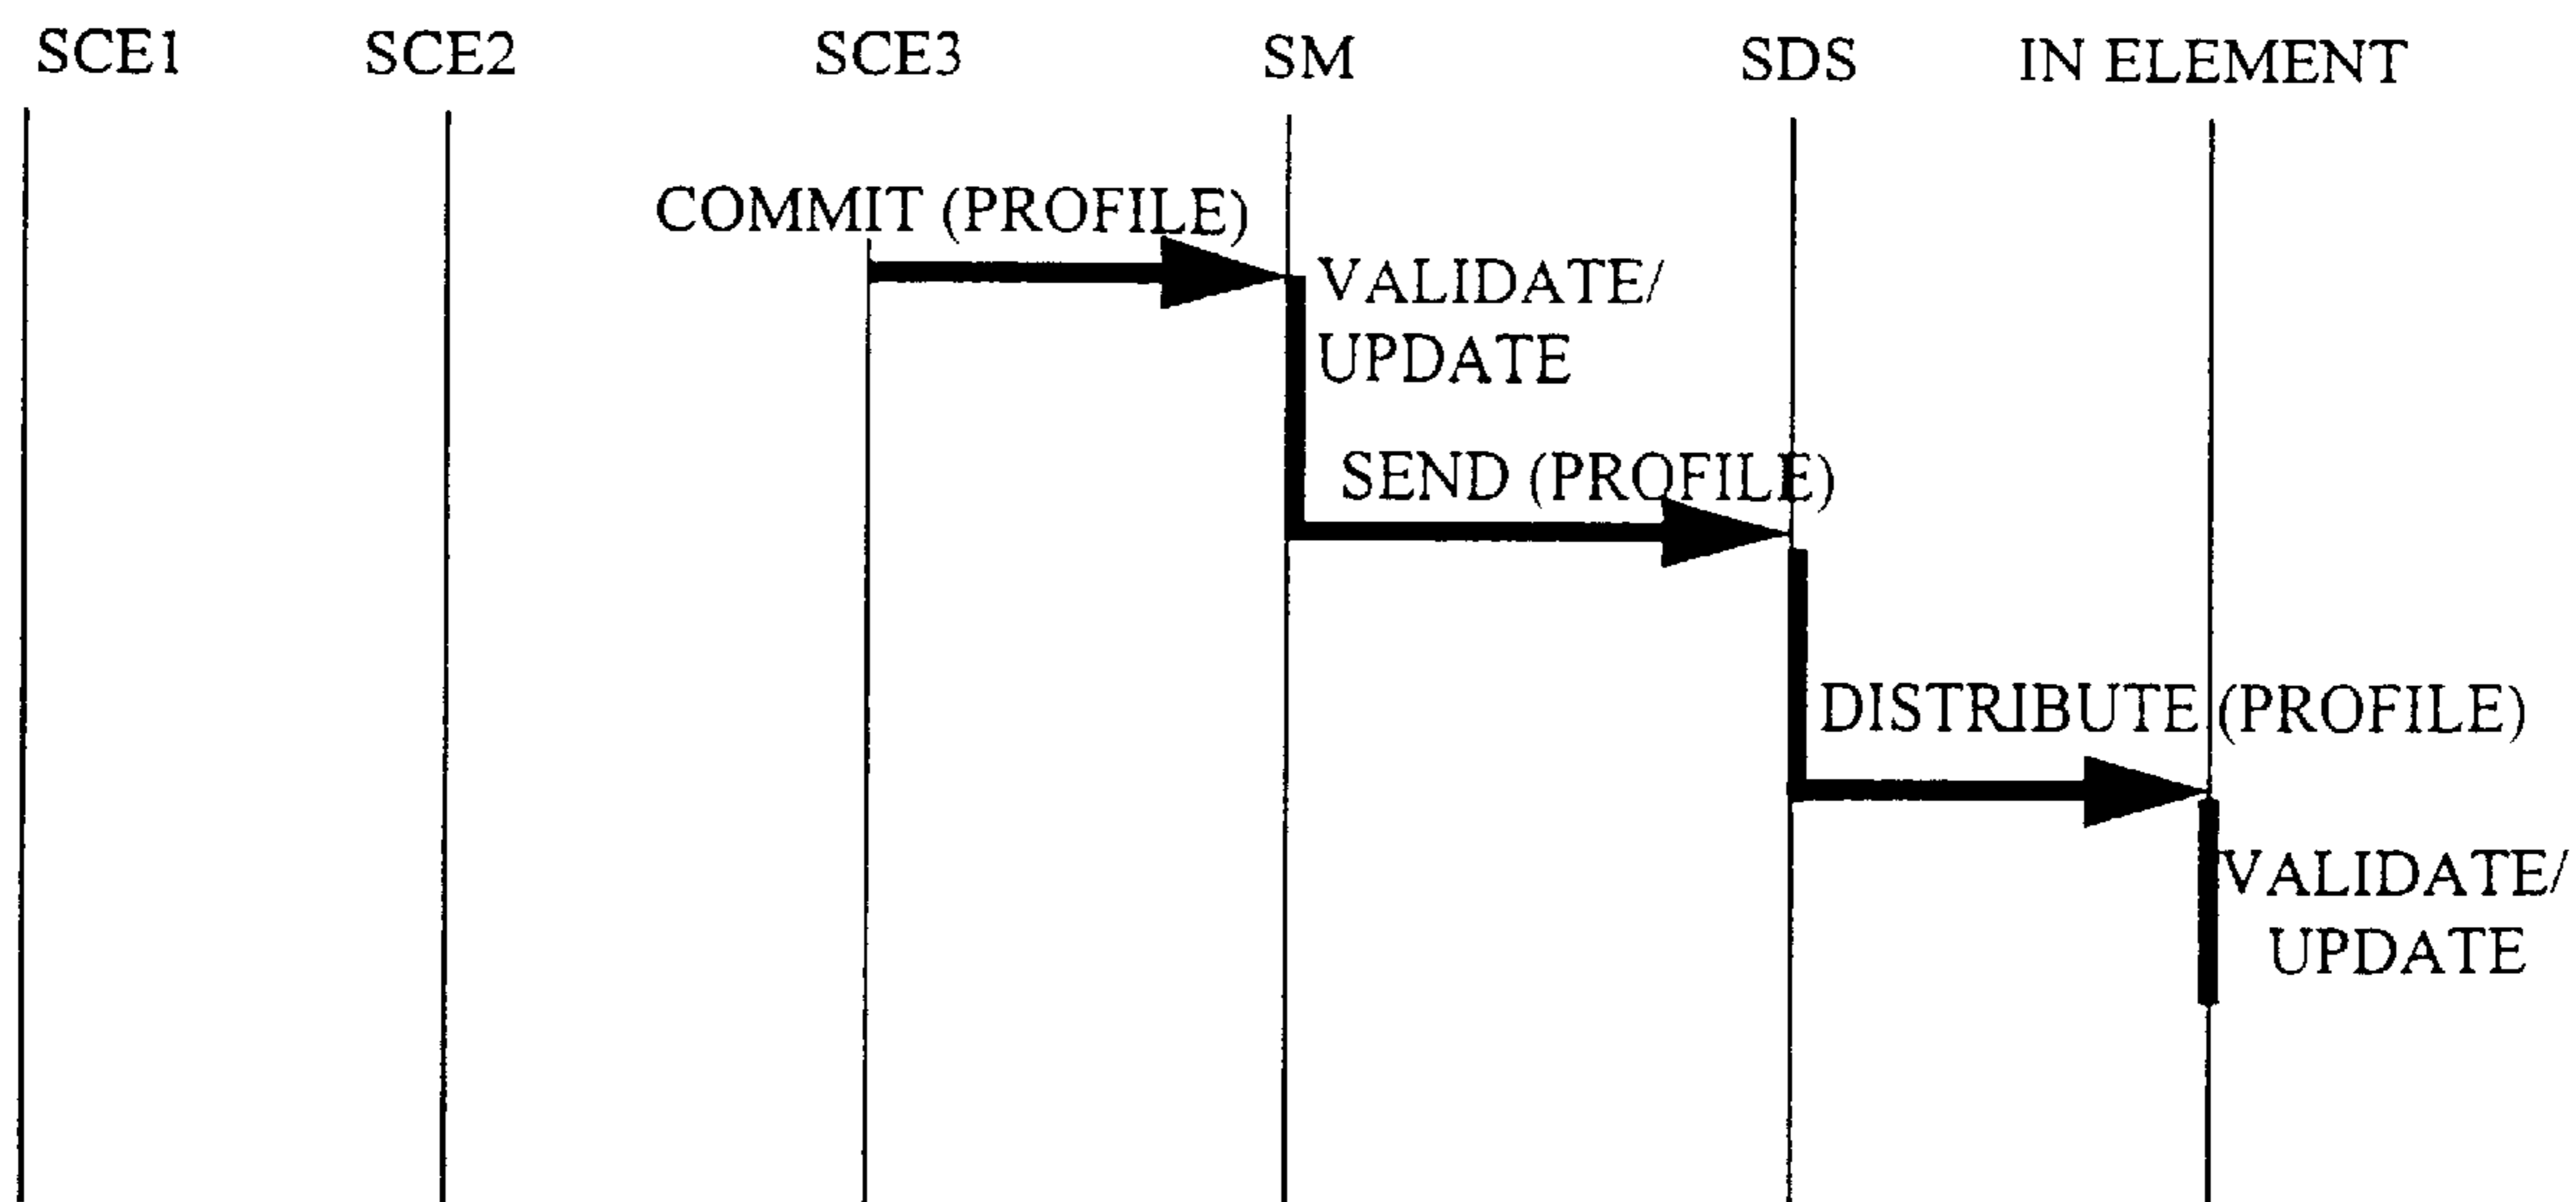 SCE1 SCE2 SCE3 SM SDS IN ELEMENT
COMMIT (PROFILE)
VALIDATE/
UPDATE
SEND (PROFILE)
DISTRIBUTE (PROFILE)
VALIDATE/
UPDATE